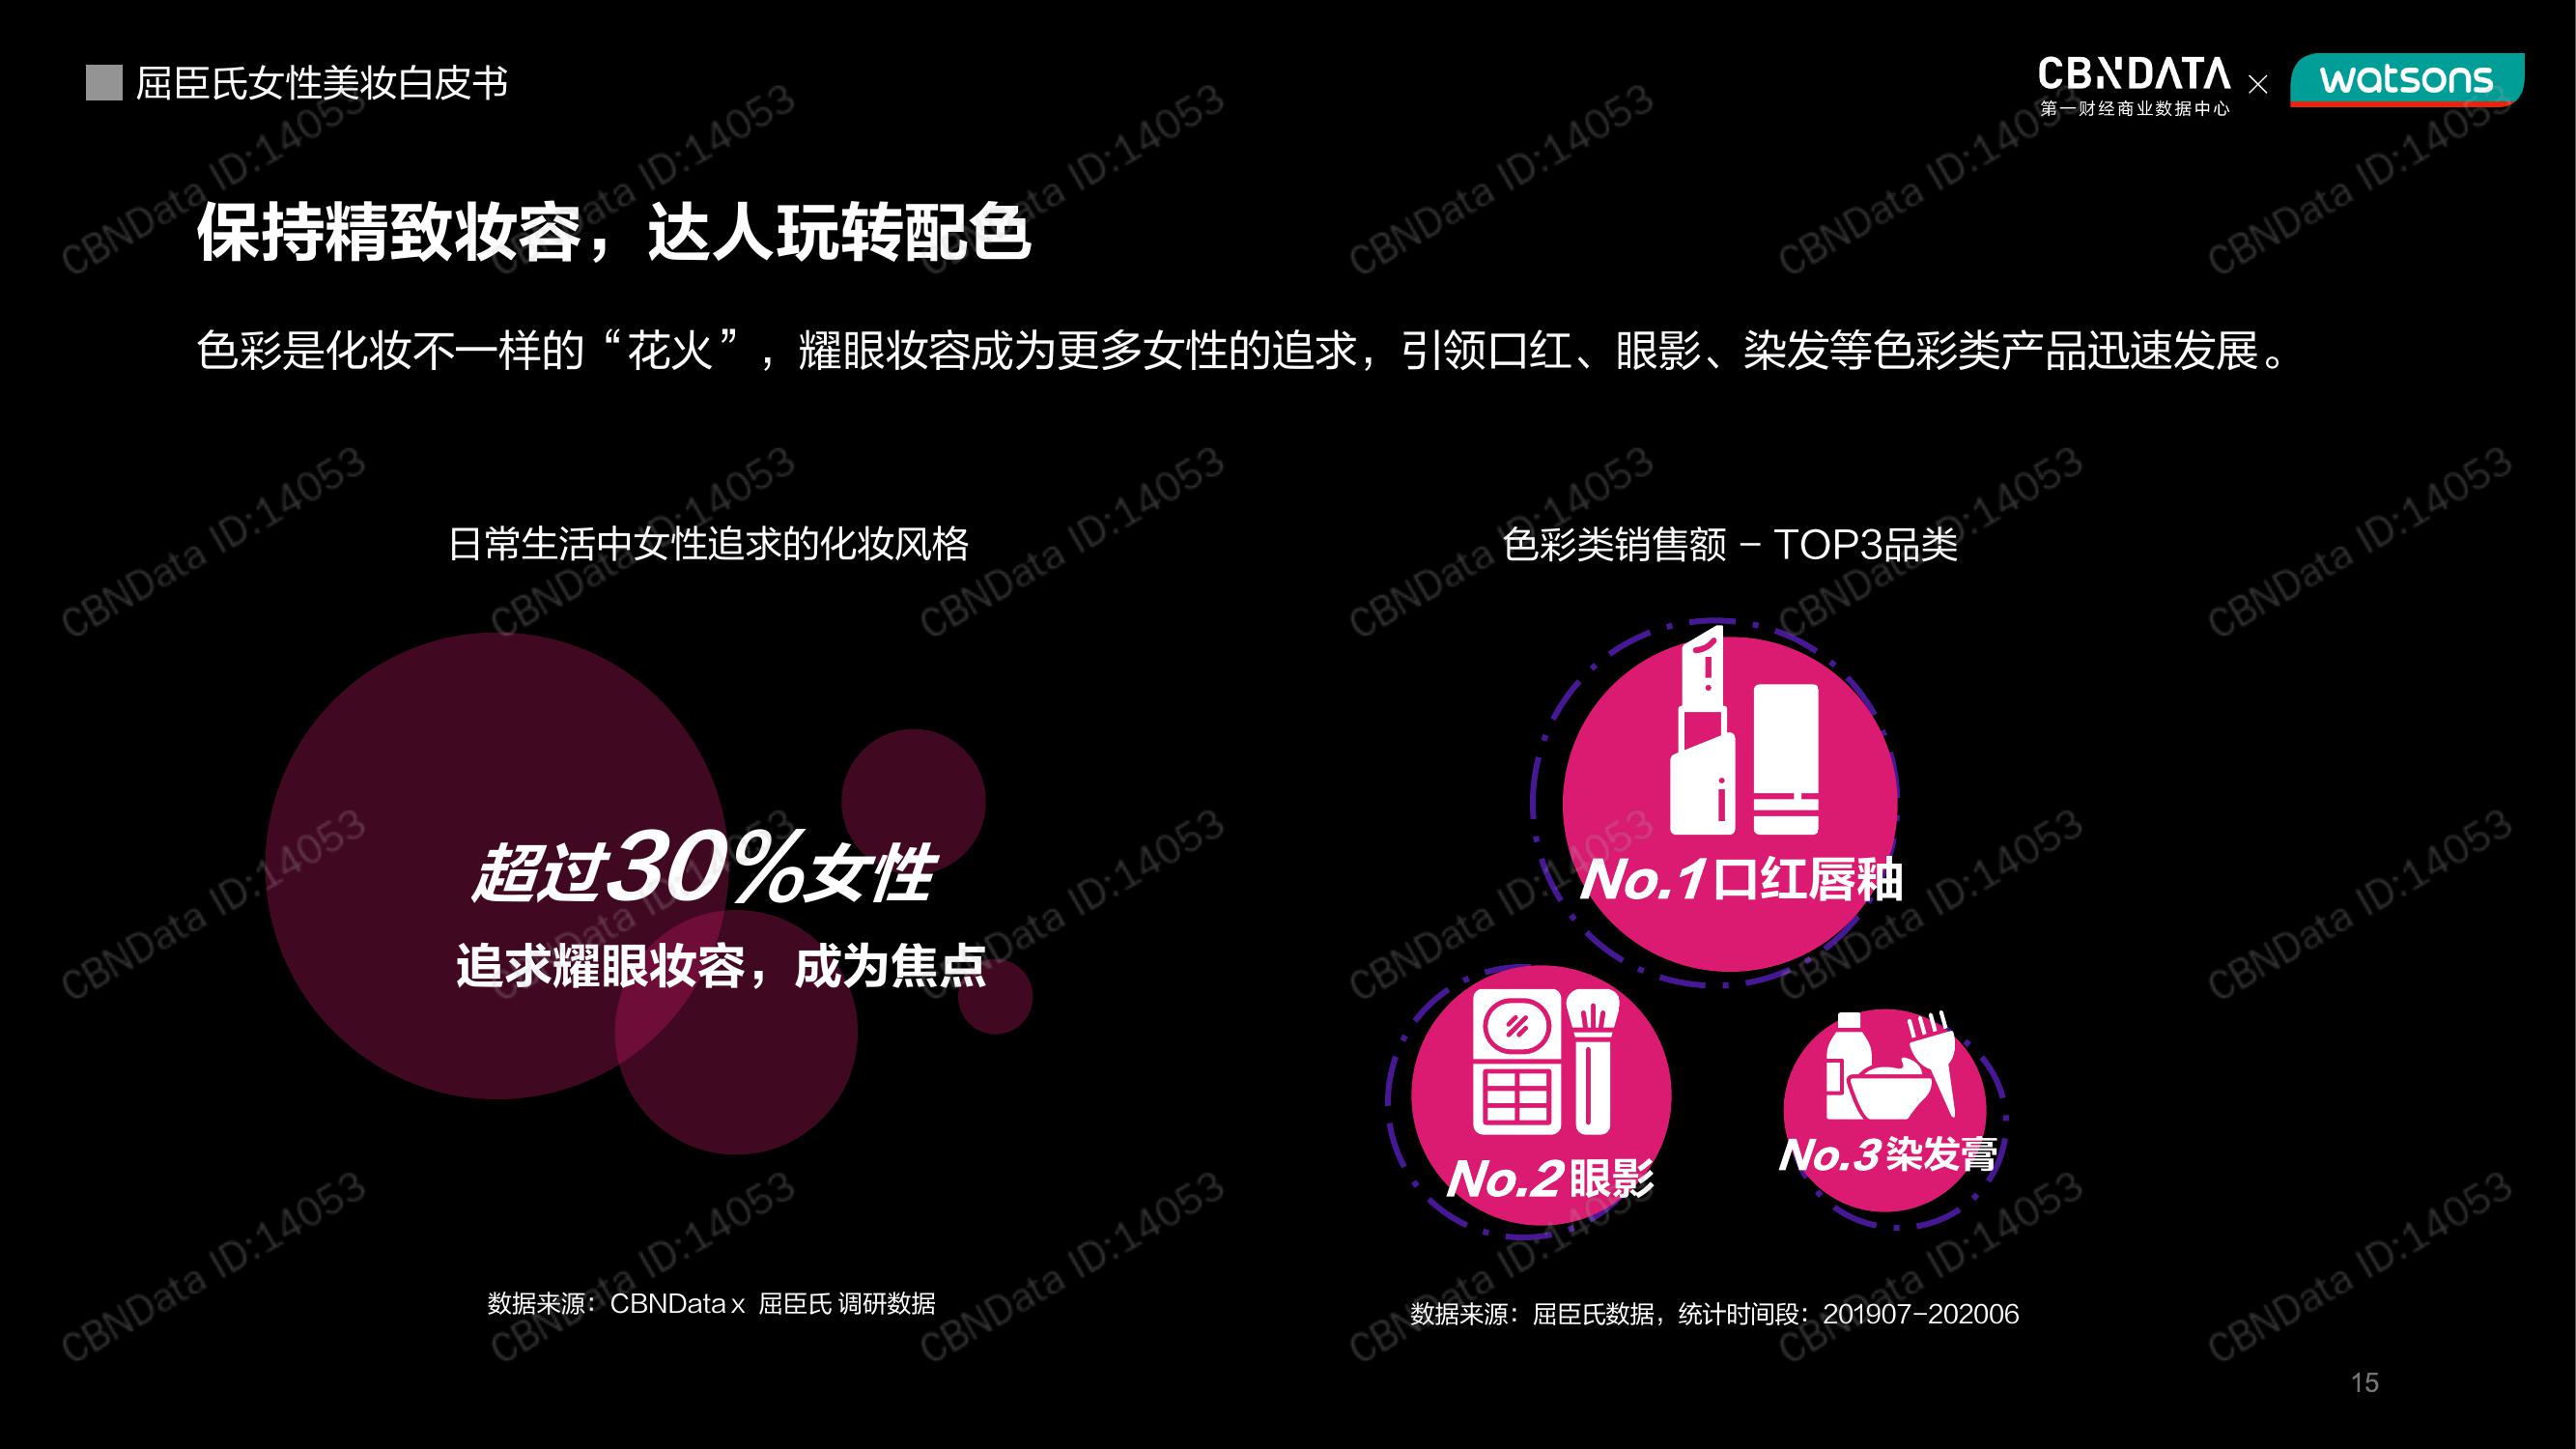 屈臣氏女性美妆白皮书
CBNDATA × watsons
第一财经商业数据中心
保持精致妆容，达人玩转配色
色彩是化妆不一样的“花火”，耀眼妆容成为更多女性的追求，引领口红、眼影、染发等色彩类产品迅速发展。
日常生活中女性追求的化妆风格
超过30%女性
追求耀眼妆容，成为焦点
数据来源：CBNData x 屈臣氏 调研数据
色彩类销售额 – TOP3品类
No.1口红唇釉
No.2眼影
No.3染发膏
数据来源：屈臣氏数据，统计时间段：201907–202006
15
CBNData ID:14053